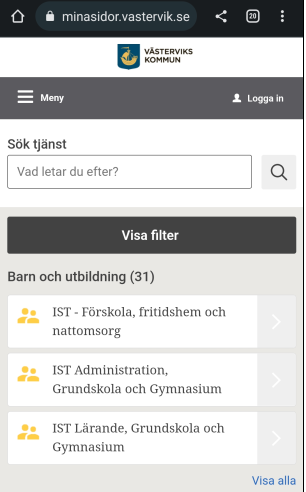 minasidor.vastervik.se
20
VÄSTERVIKS
KOMMUN
Meny
Logga in
Sök tjänst
Vad letar du efter?
Visa filter
Barn och utbildning (31)
IST - Förskola, fritidshem och
nattomsorg
IST Administration,
Grundskola och Gymnasium
IST Lärande, Grundskola och
Gymnasium
Visa alla